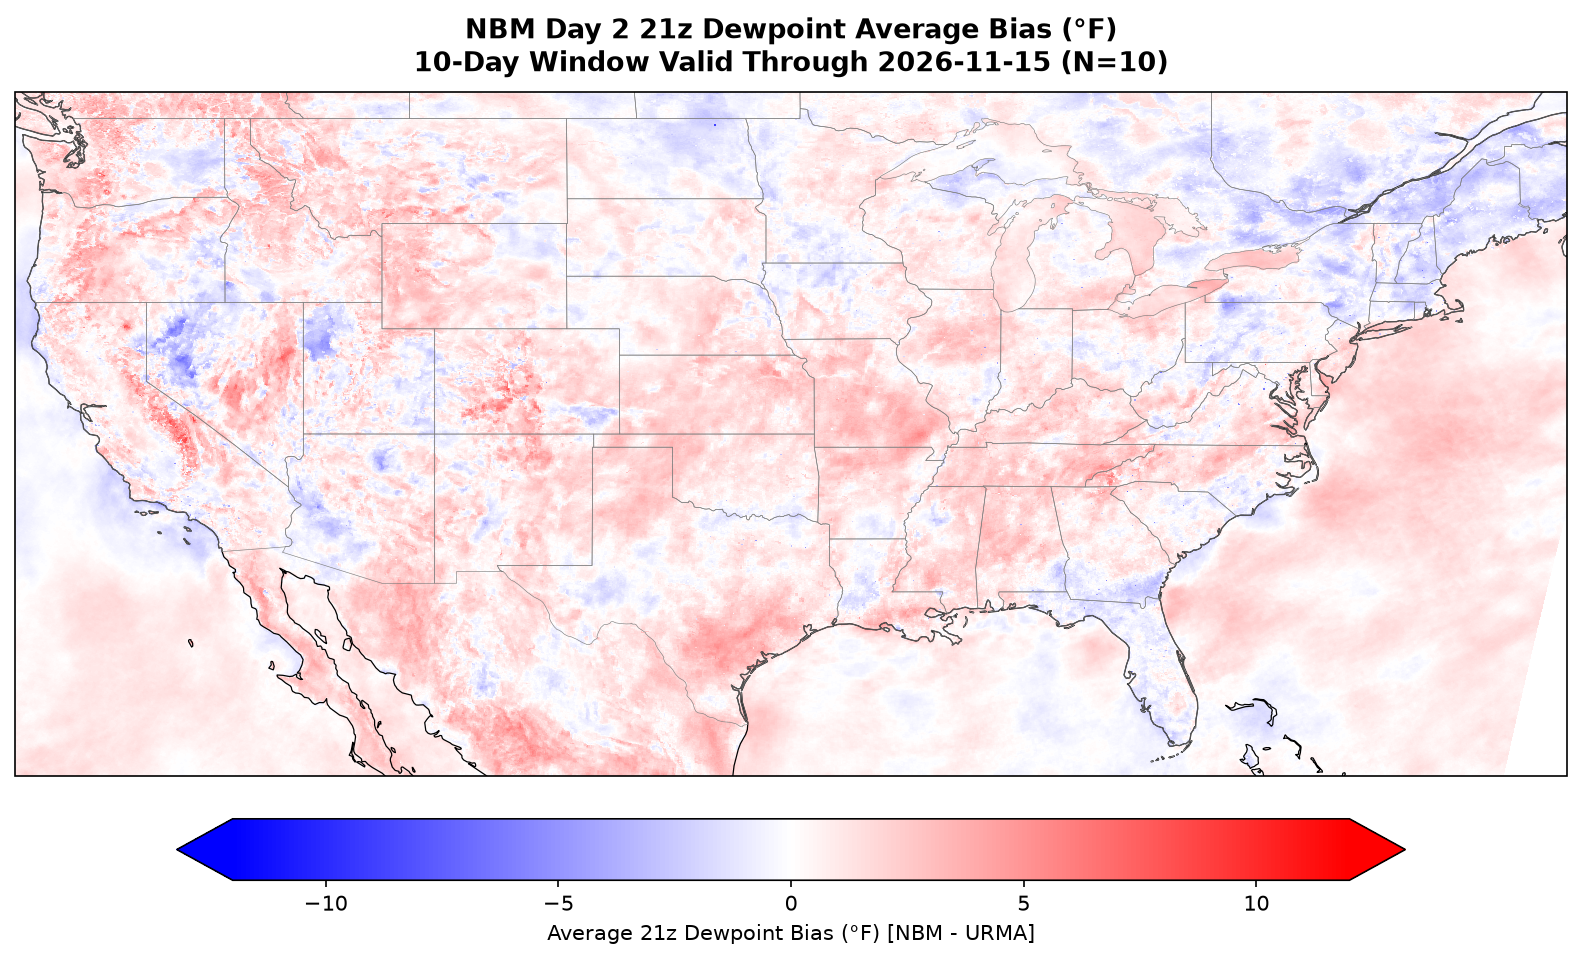 NBM Day 2 21z Dewpoint Average Bias (°F)
10-Day Window Valid Through 2026-11-15 (N=10)
−10 −5 0 5 10
Average 21z Dewpoint Bias (°F) [NBM - URMA]